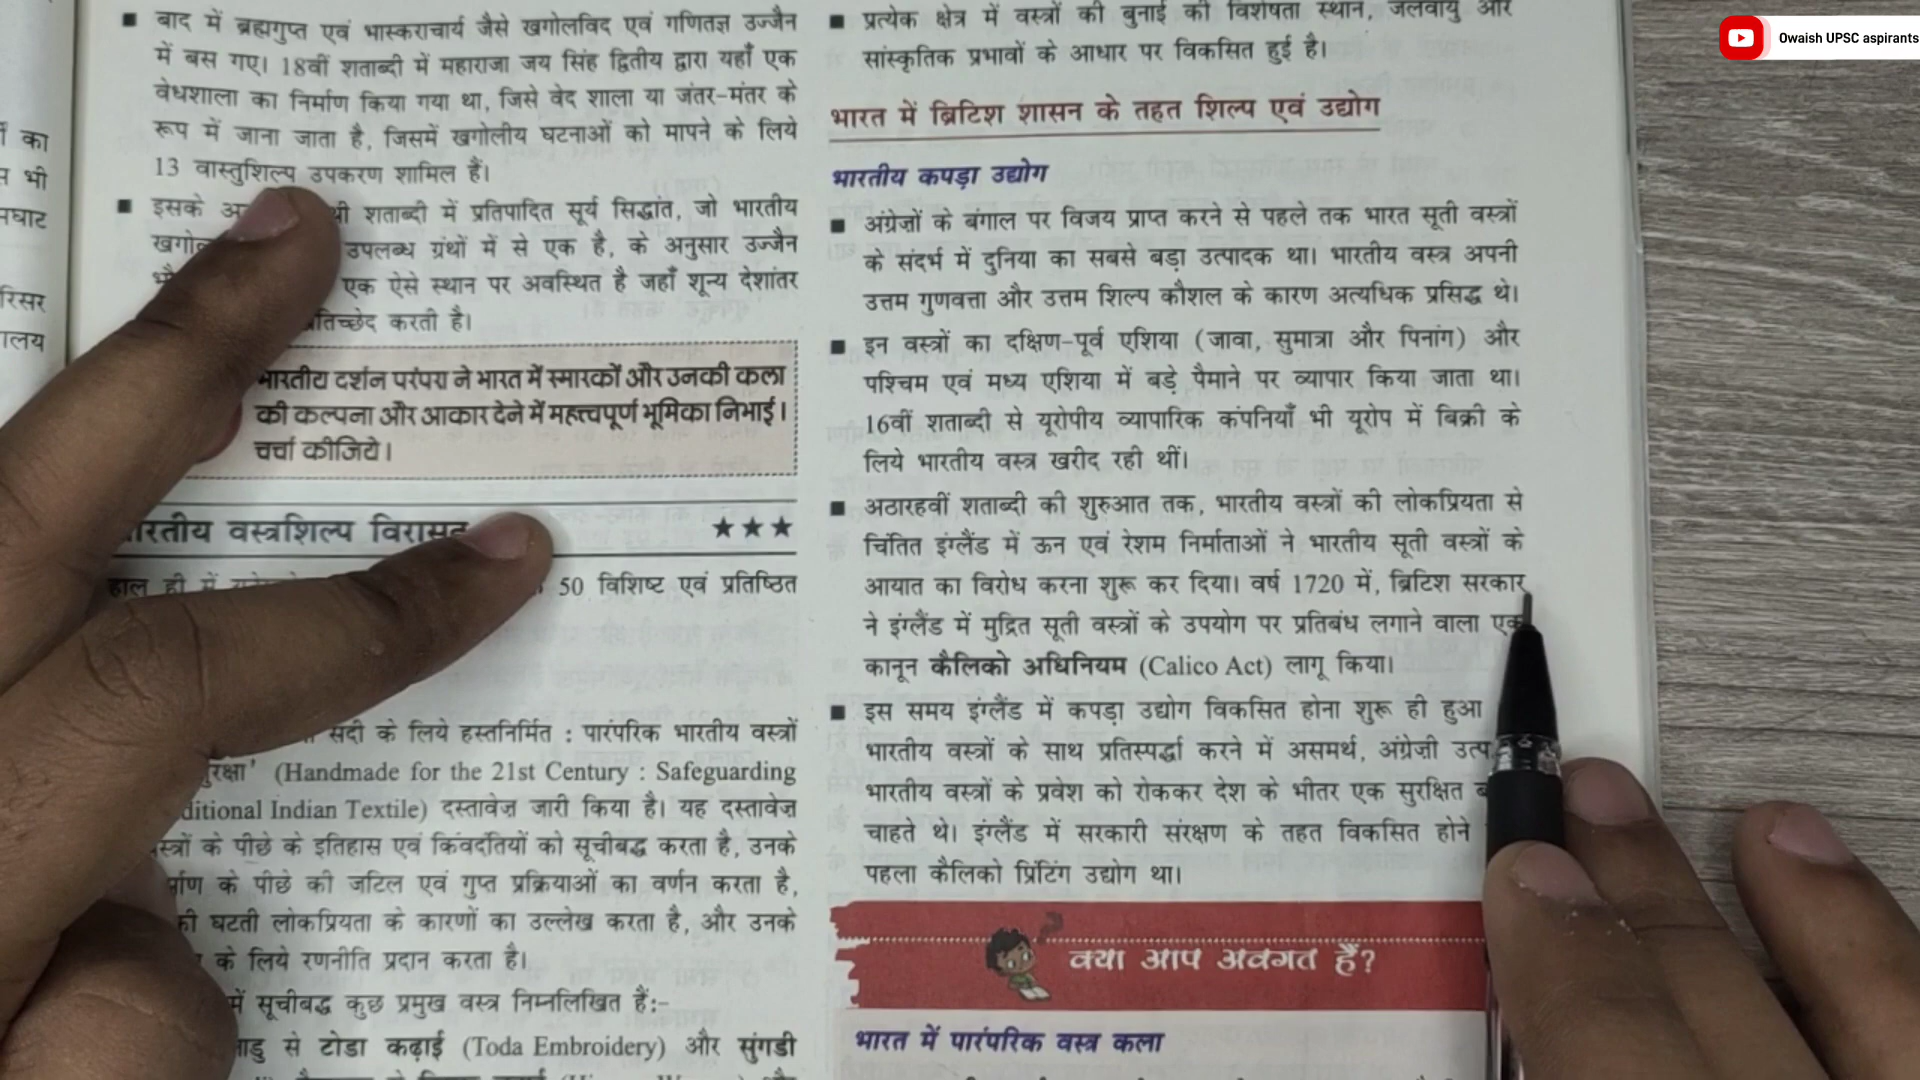 ■ बाद में ब्रह्मगुप्त एवं भास्कराचार्य जैसे खगोलविद एवं गणितज्ञ उज्जैन
में बस गए। 18वीं शताब्दी में महाराजा जय सिंह द्वितीय द्वारा यहाँ एक
वेधशाला का निर्माण किया गया था, जिसे वेद शाला या जंतर-मंतर के
रूप में जाना जाता है, जिसमें खगोलीय घटनाओं को मापने के लिये
13 वास्तुशिल्प उपकरण शामिल हैं।
■ इसके शताब्दी में प्रतिपादित सूर्य सिद्धांत, जो भारतीय
उपलब्ध ग्रंथों में से एक है, के अनुसार उज्जैन
एक ऐसे स्थान पर अवस्थित है जहाँ शून्य देशांतर
करती है।
भारतीय दर्शन परंपरा ने भारत में स्मारकों और उनकी कला
की कल्पना और आकार देने में महत्त्वपूर्ण भूमिका निभाई।
चर्चा कीजिये।
वस्त्रशिल्प विरासत ★★★
हाल ही में 50 विशिष्ट एवं प्रतिष्ठित
सदी के लिये हस्तनिर्मित : पारंपरिक भारतीय वस्त्रों
(Handmade for the 21st Century : Safeguarding
Indian Textile) दस्तावेज़ जारी किया है। यह दस्तावेज़
के पीछे के इतिहास एवं किंवदंतियों को सूचीबद्ध करता है, उनके
के पीछे की जटिल एवं गुप्त प्रक्रियाओं का वर्णन करता है,
घटती लोकप्रियता के कारणों का उल्लेख करता है, और उनके
के लिये रणनीति प्रदान करता है।
में सूचीबद्ध कुछ प्रमुख वस्त्र निम्नलिखित हैं:-
से टोडा कढ़ाई (Toda Embroidery) और सुंगडी
■ प्रत्येक क्षेत्र में वस्त्रों की बुनाई की विशेषता स्थान, जलवायु और
सांस्कृतिक प्रभावों के आधार पर विकसित हुई है।
भारत में ब्रिटिश शासन के तहत शिल्प एवं उद्योग
भारतीय कपड़ा उद्योग
■ अंग्रेज़ों के बंगाल पर विजय प्राप्त करने से पहले तक भारत सूती वस्त्रों
के संदर्भ में दुनिया का सबसे बड़ा उत्पादक था। भारतीय वस्त्र अपनी
उत्तम गुणवत्ता और उत्तम शिल्प कौशल के कारण अत्यधिक प्रसिद्ध थे।
■ इन वस्त्रों का दक्षिण-पूर्व एशिया (जावा, सुमात्रा और पिनांग) और
पश्चिम एवं मध्य एशिया में बड़े पैमाने पर व्यापार किया जाता था।
16वीं शताब्दी से यूरोपीय व्यापारिक कंपनियाँ भी यूरोप में बिक्री के
लिये भारतीय वस्त्र खरीद रही थीं।
■ अठारहवीं शताब्दी की शुरुआत तक, भारतीय वस्त्रों की लोकप्रियता से
चिंतित इंग्लैंड में ऊन एवं रेशम निर्माताओं ने भारतीय सूती वस्त्रों के
आयात का विरोध करना शुरू कर दिया। वर्ष 1720 में, ब्रिटिश सरकार
ने इंग्लैंड में मुद्रित सूती वस्त्रों के उपयोग पर प्रतिबंध लगाने वाला एक
कानून कैलिको अधिनियम (Calico Act) लागू किया।
■ इस समय इंग्लैंड में कपड़ा उद्योग विकसित होना शुरू ही हुआ
भारतीय वस्त्रों के साथ प्रतिस्पर्द्धा करने में असमर्थ, अंग्रेज़ी
भारतीय वस्त्रों के प्रवेश को रोककर देश के भीतर एक सुरक्षित
चाहते थे। इंग्लैंड में सरकारी संरक्षण के तहत विकसित होने
पहला कैलिको प्रिंटिंग उद्योग था।
क्या आप अवगत हैं?
भारत में पारंपरिक वस्त्र कला
का
भी
रिसर
Owaish UPSC aspirants